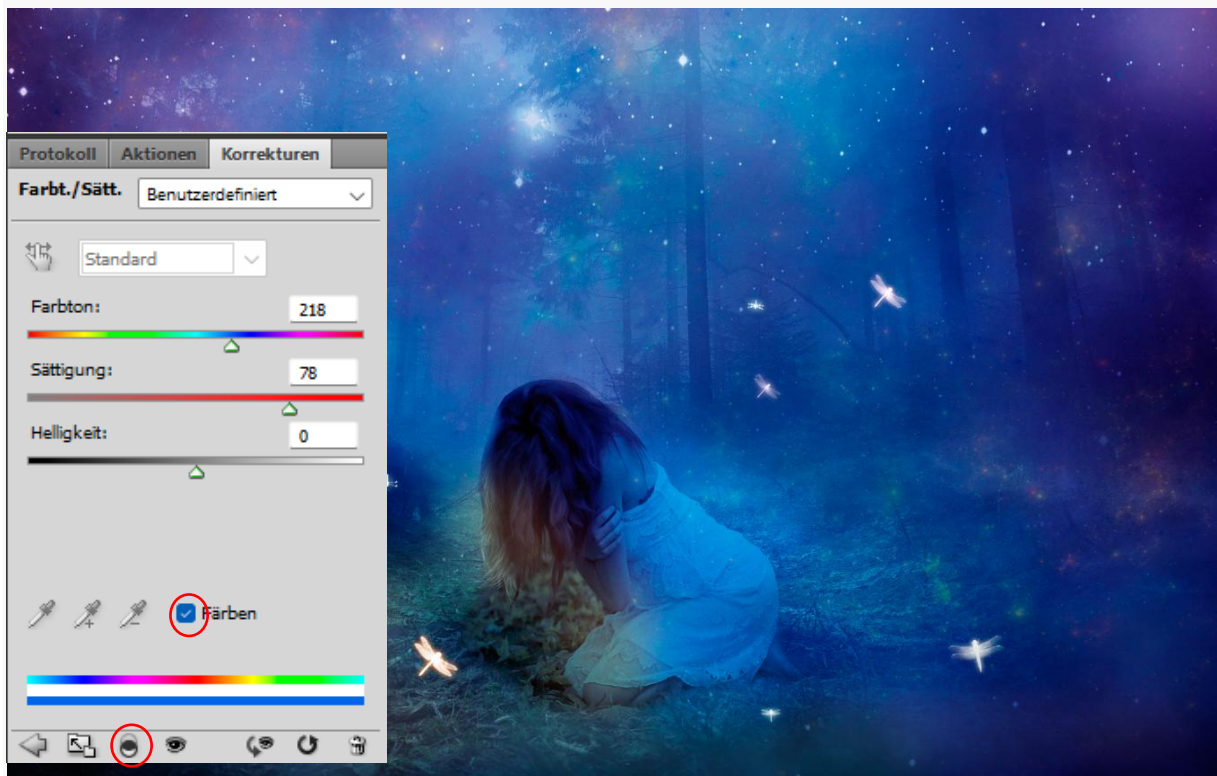 Protokoll Aktionen Korrekturen
Farbt./Sätt. Benutzerdefiniert
Standard
Farbton: 218
Sättigung: 78
Helligkeit: 0
Färben